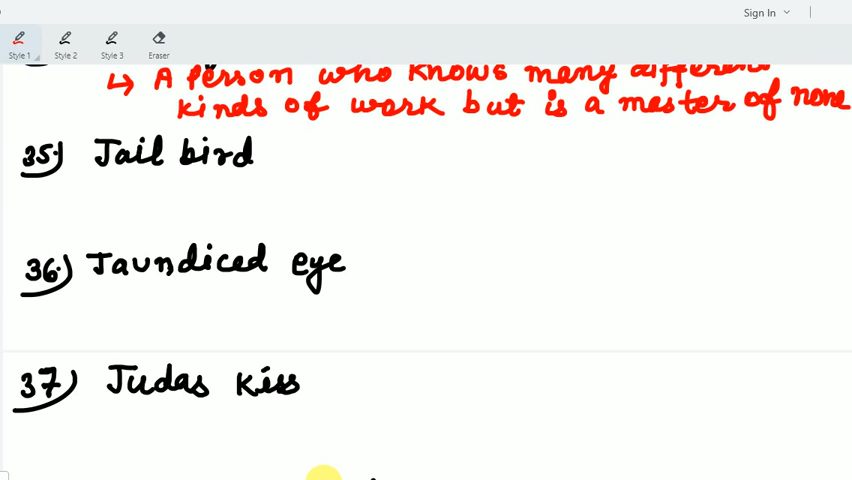 Sign In
Style 1
Style 2
Style 3
Eraser
↳ A person who knows many different
kinds of work but is a master of none
35.) Jail bird
36.) Jaundiced eye
37) Judas kiss